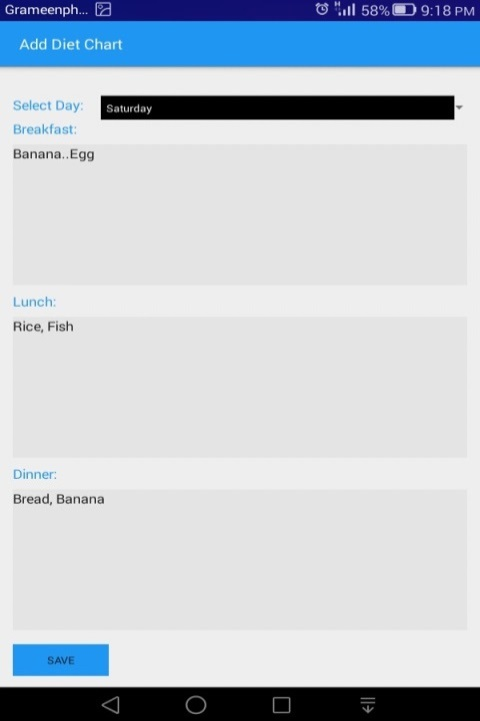 Grameenph... 58% 9:18 PM
Add Diet Chart
Select Day: Saturday
Breakfast:
Banana..Egg
Lunch:
Rice, Fish
Dinner:
Bread, Banana
SAVE